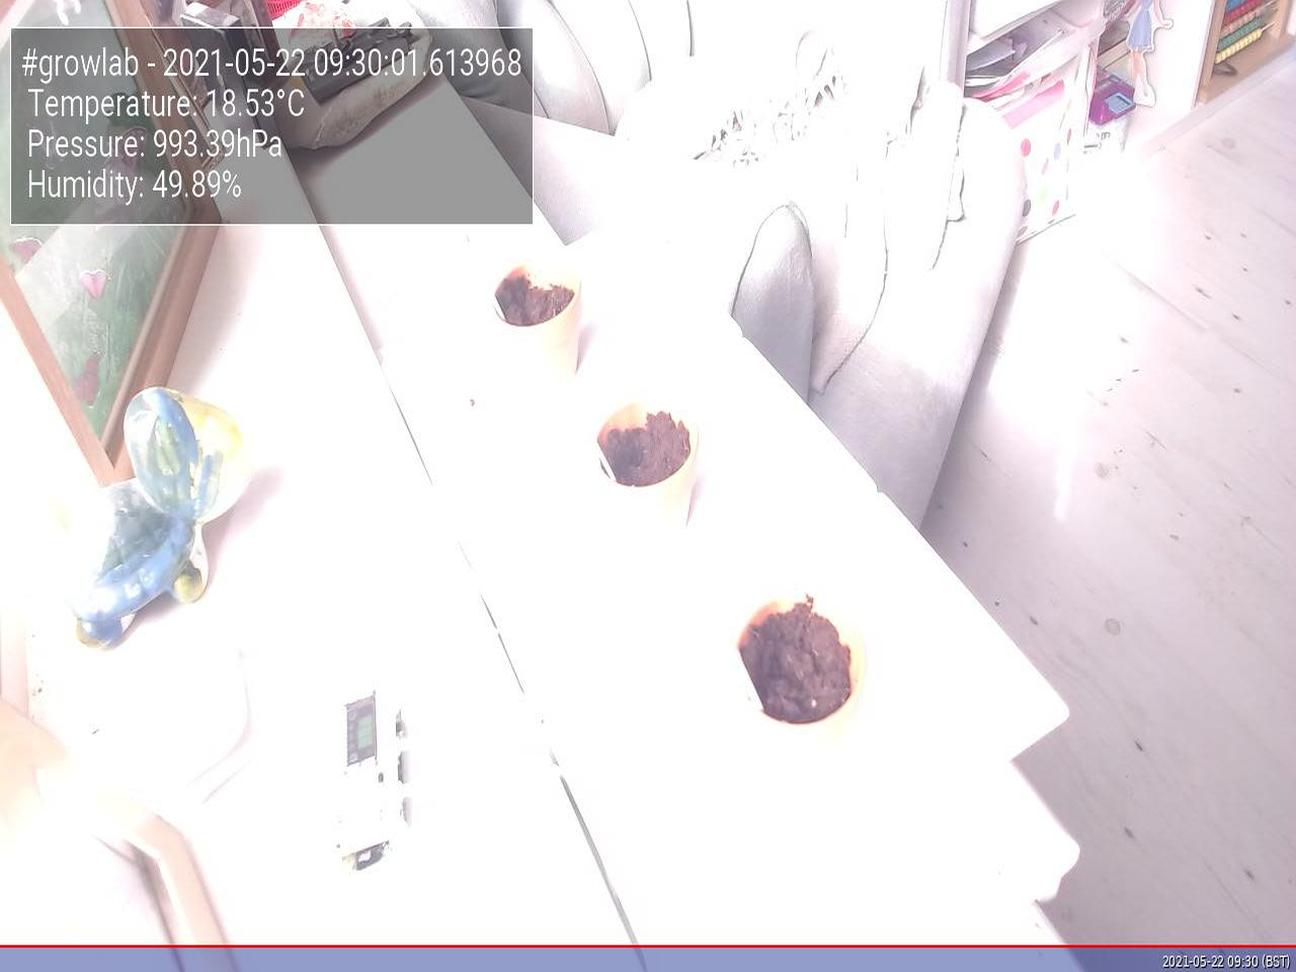 #growlab - 2021-05-22 09:30:01.613968
Temperature: 18.53°C
Pressure: 993.39hPa
Humidity: 49.89%
2021-05-22 09:30 (BST)